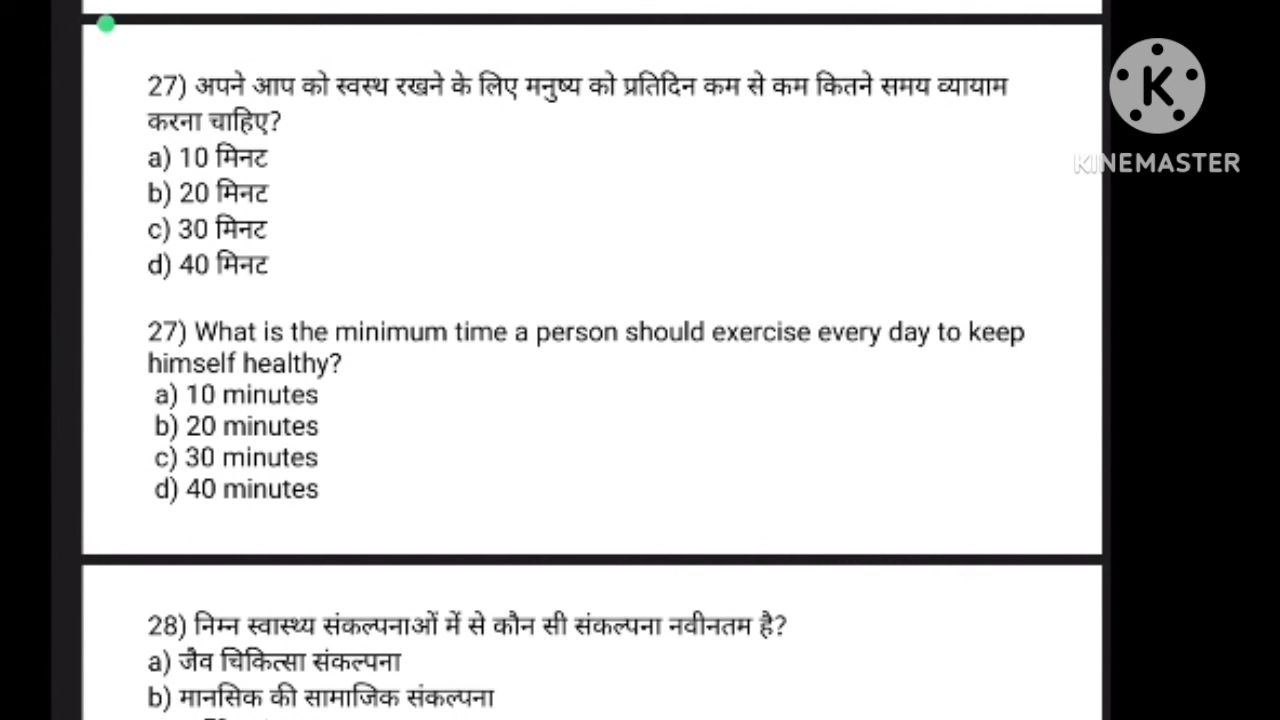 27) अपने आप को स्वस्थ रखने के लिए मनुष्य को प्रतिदिन कम से कम कितने समय व्यायाम
करना चाहिए?
a) 10 मिनट
b) 20 मिनट
c) 30 मिनट
d) 40 मिनट
27) What is the minimum time a person should exercise every day to keep
himself healthy?
a) 10 minutes
b) 20 minutes
c) 30 minutes
d) 40 minutes
28) निम्न स्वास्थ्य संकल्पनाओं में से कौन सी संकल्पना नवीनतम है?
a) जैव चिकित्सा संकल्पना
b) मानसिक की सामाजिक संकल्पना
K
KINEMASTER